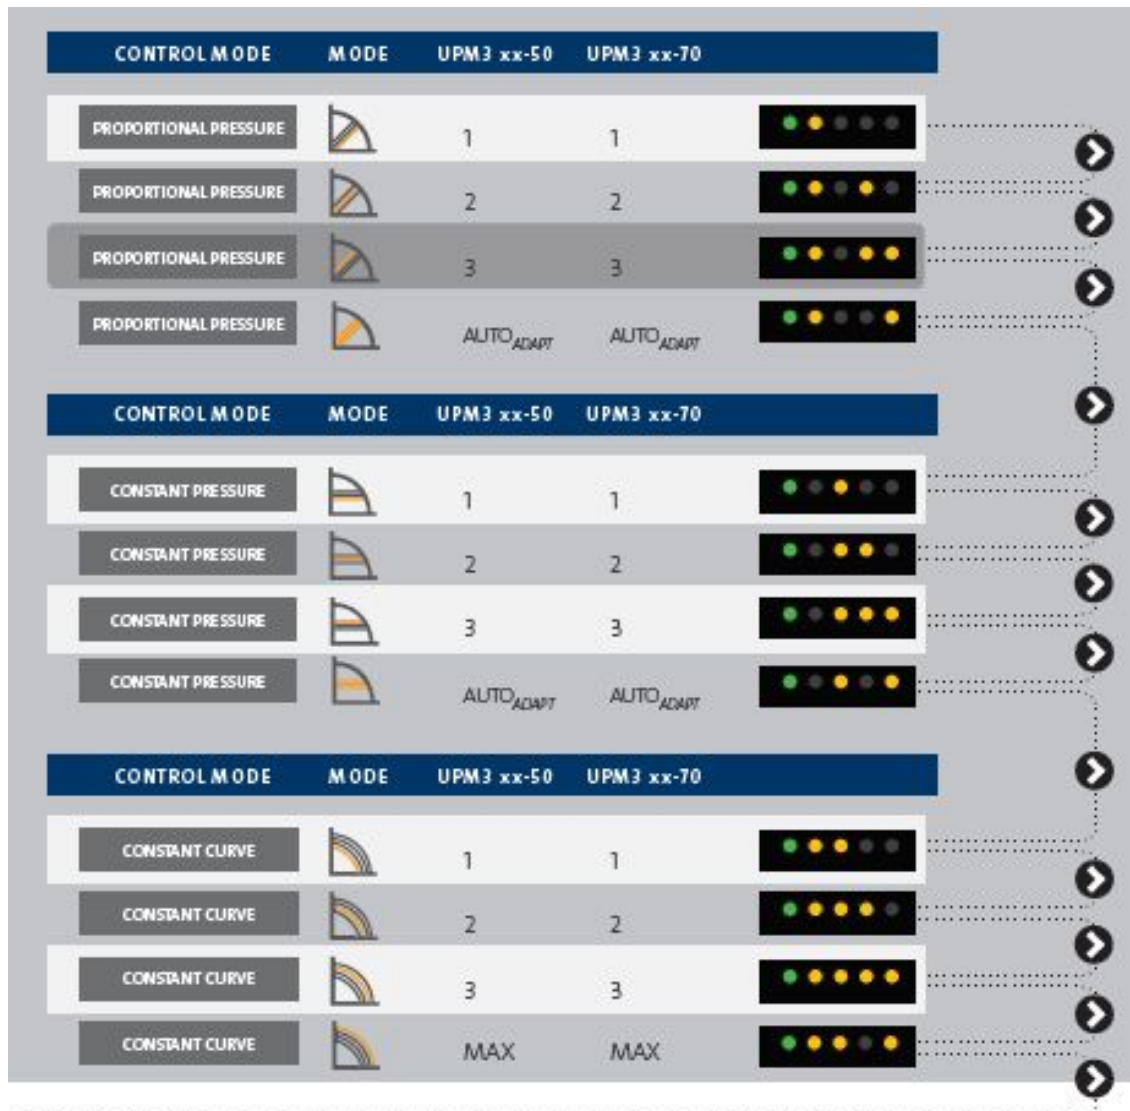 CONTROL MODE MODE UPM3 xx-50 UPM3 xx-70
PROPORTIONAL PRESSURE 1 1
PROPORTIONAL PRESSURE 2 2
PROPORTIONAL PRESSURE 3 3
PROPORTIONAL PRESSURE AUTOADAPT AUTOADAPT
CONTROL MODE MODE UPM3 xx-50 UPM3 xx-70
CONSTANT PRESSURE 1 1
CONSTANT PRESSURE 2 2
CONSTANT PRESSURE 3 3
CONSTANT PRESSURE AUTOADAPT AUTOADAPT
CONTROL MODE MODE UPM3 xx-50 UPM3 xx-70
CONSTANT CURVE 1 1
CONSTANT CURVE 2 2
CONSTANT CURVE 3 3
CONSTANT CURVE MAX MAX